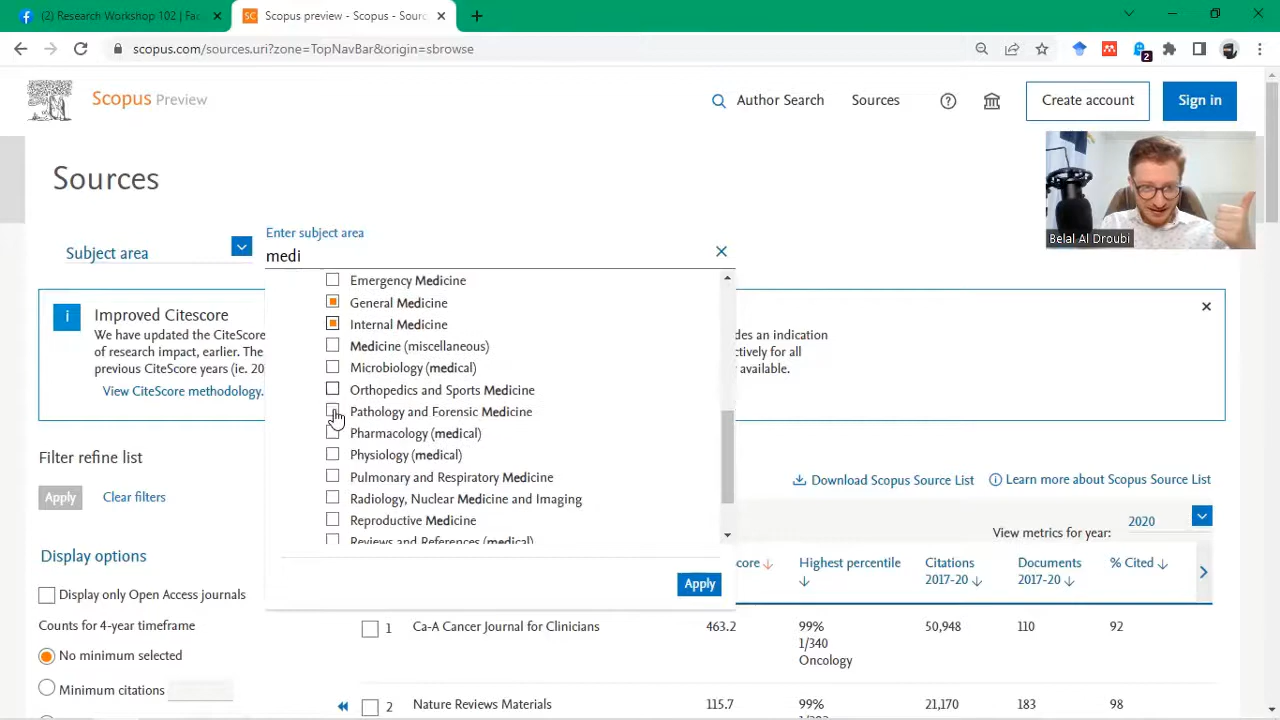 (2) Research Workshop 102 | Fac
Scopus preview - Scopus - Sourc
scopus.com/sources.uri?zone=TopNavBar&origin=sbrowse
2
Scopus Preview
Author Search
Sources
Create account
Sign in
Belal Al Droubi
Sources
Subject area
Enter subject area
medi
Emergency Medicine
General Medicine
Internal Medicine
Medicine (miscellaneous)
Microbiology (medical)
Orthopedics and Sports Medicine
Pathology and Forensic Medicine
Pharmacology (medical)
Physiology (medical)
Pulmonary and Respiratory Medicine
Radiology, Nuclear Medicine and Imaging
Reproductive Medicine
Reviews and References (medical)
Apply
i
Improved Citescore
We have updated the CiteScore
of research impact, earlier. The
previous CiteScore years (ie. 20
View CiteScore methodology.
des an indication
ctively for all
available.
Filter refine list
Apply
Clear filters
Display options
Display only Open Access journals
Counts for 4-year timeframe
No minimum selected
Minimum citations
Download Scopus Source List
Learn more about Scopus Source List
View metrics for year:
2020
core
Highest percentile
Citations
2017-20
Documents
2017-20
% Cited
1
Ca-A Cancer Journal for Clinicians
463.2
99%
1/340
Oncology
50,948
110
92
2
Nature Reviews Materials
115.7
99%
21,170
183
98